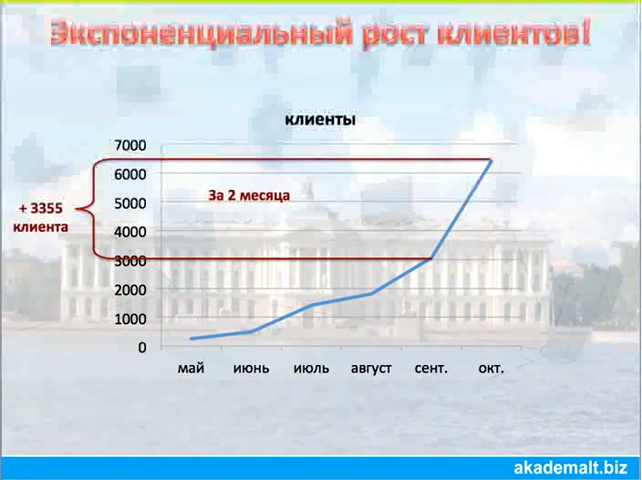 Экспоненциальный рост клиентов!
клиенты
7000
6000
5000
4000
3000
2000
1000
0
За 2 месяца
+ 3355
клиента
май июнь июль август сент. окт.
akademalt.biz